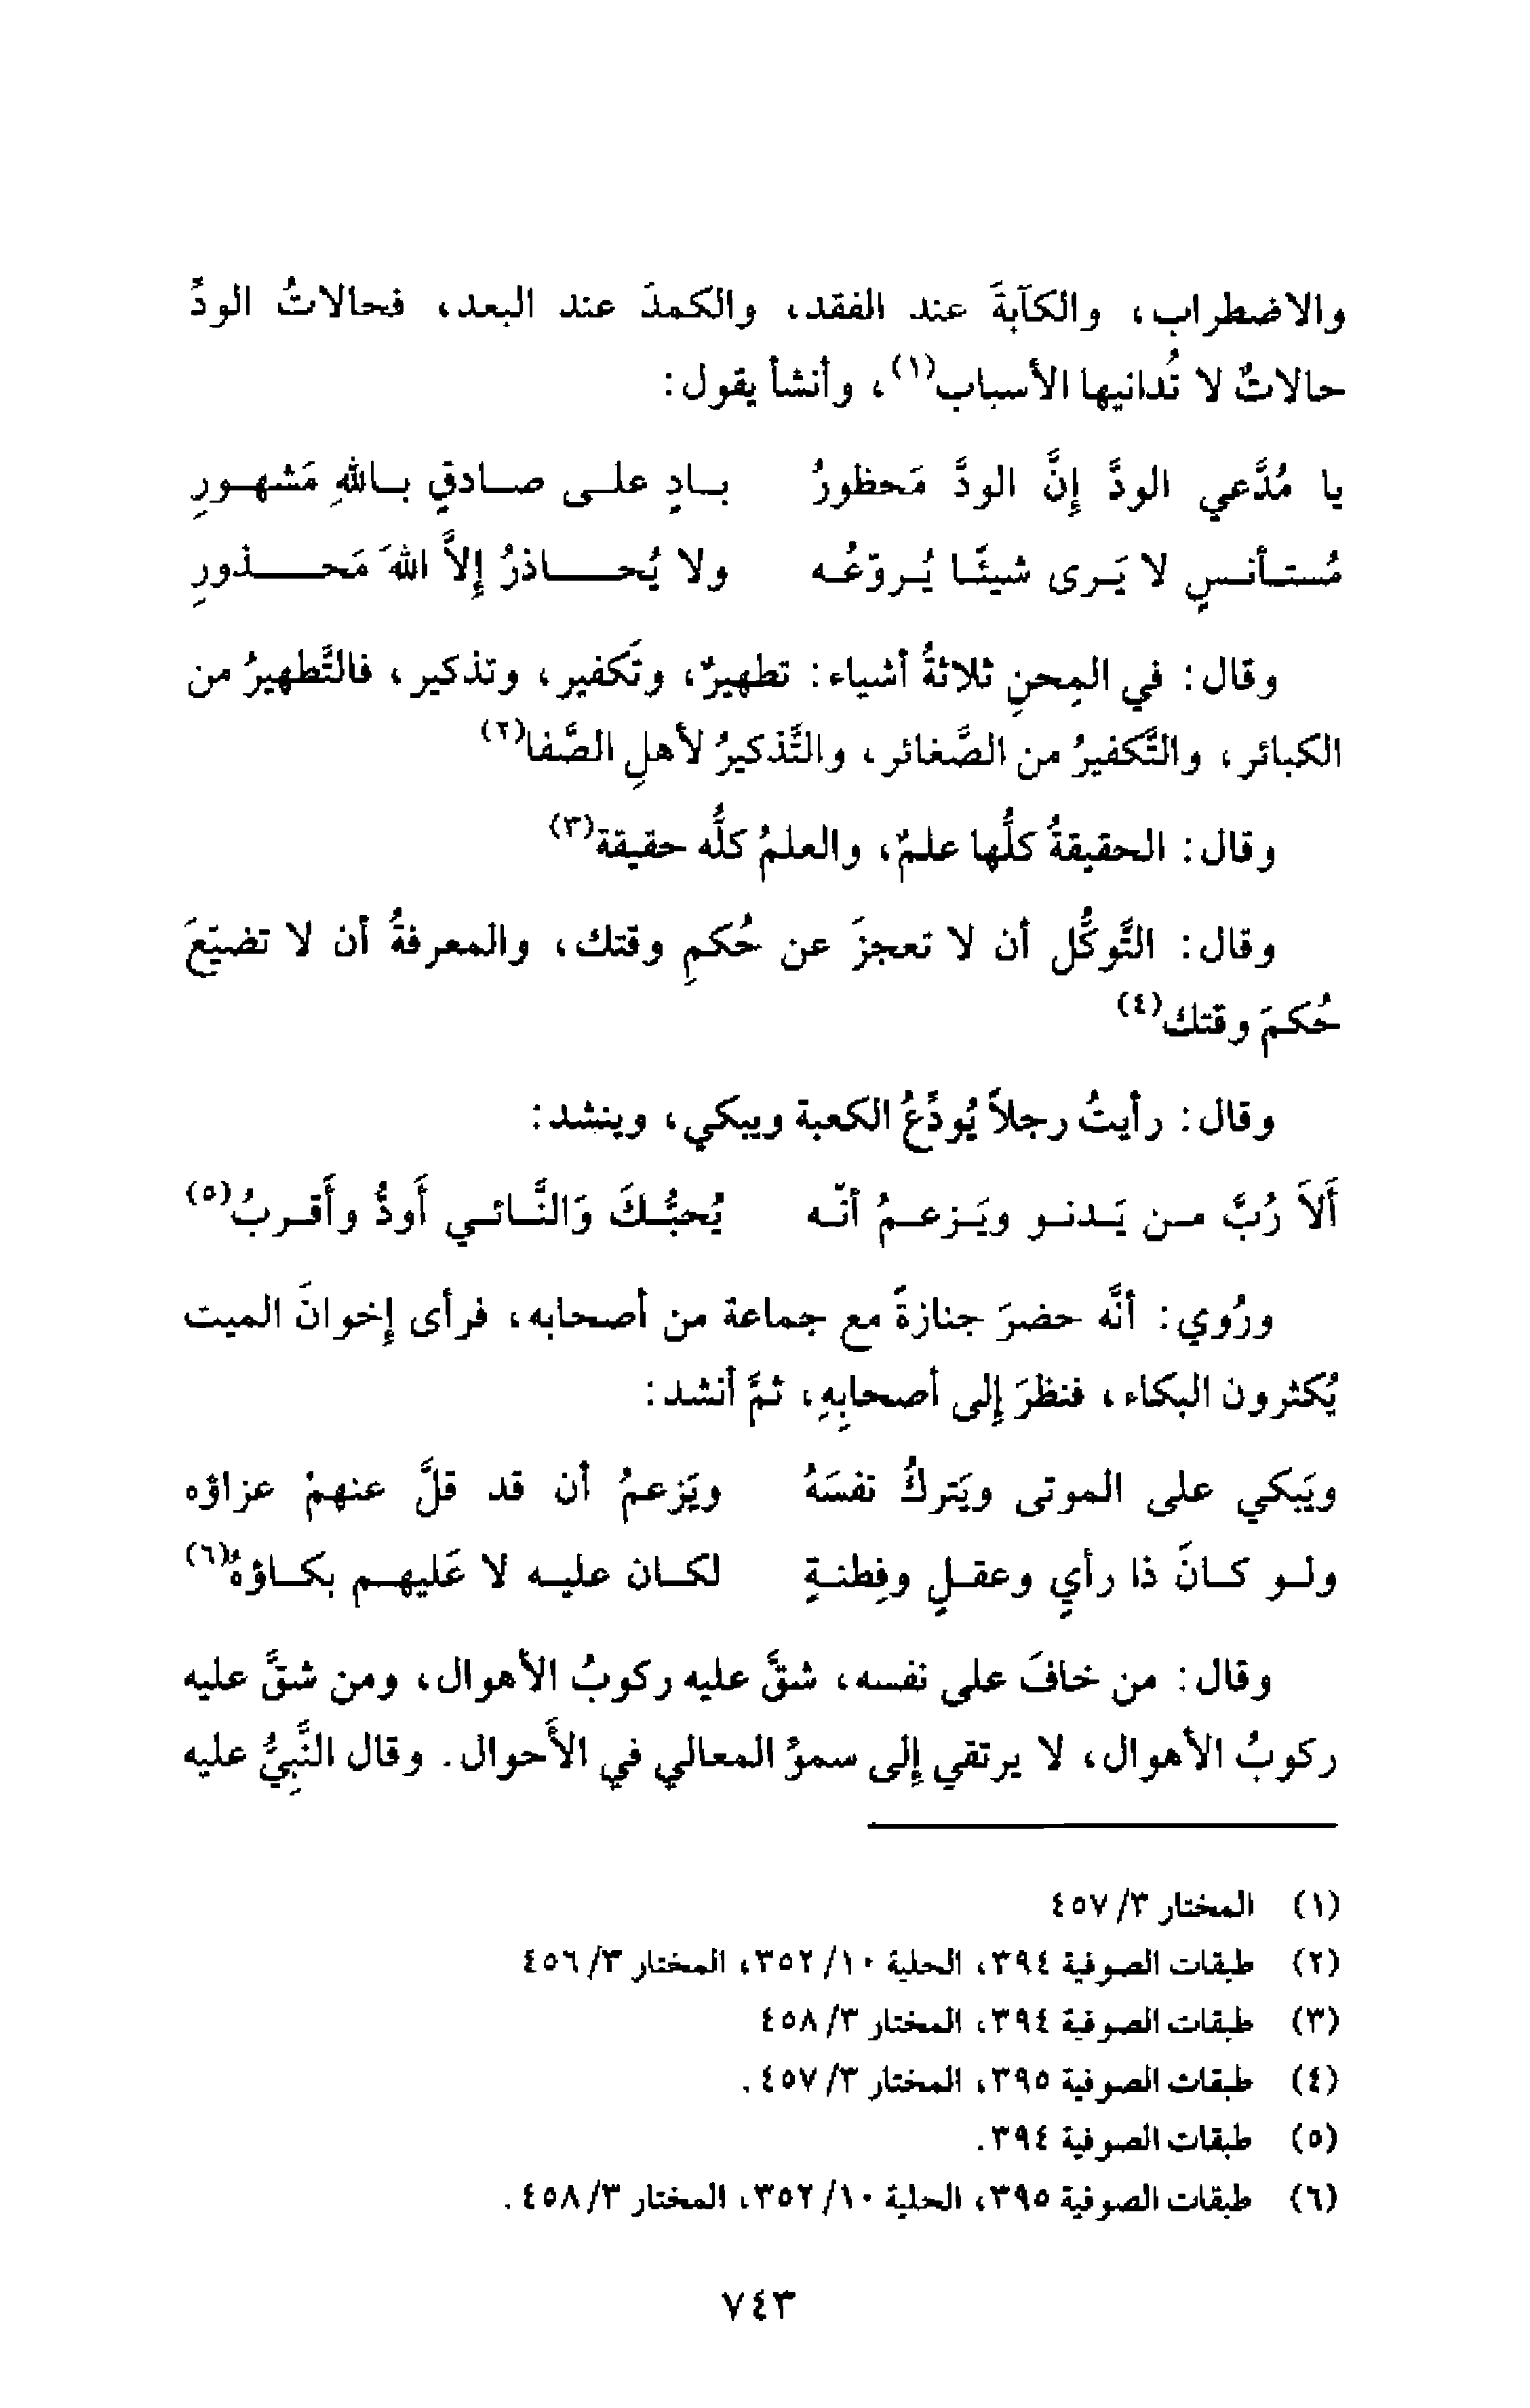 والاضطراب، والكآبةَ عند الفقد، والكمدَ عند البعد، فحالاتُ الودِّ
حالاتٌ لا تُدانيها الأسباب(١)، وأنشأ يقول:
يا مُدَّعي الودِّ إنَّ الودَّ مَحظورُ بادٍ على صادقٍ باللهِ مَشهورِ
مُستأنسٍ لا يَرى شيئًا يُروّعُه ولا يُحاذرُ إلاَّ اللهَ مَحذورِ
وقال: في المِحنِ ثلاثةُ أشياء: تطهيرٌ، وتَكفير، وتذكير، فالتَّطهيرُ من
الكبائر، والتَّكفيرُ من الصَّغائر، والتَّذكيرُ لأهلِ الصَّفا(٢)
وقال: الحقيقةُ كلُّها علمٌ، والعلمُ كلُّه حقيقة(٣)
وقال: التَّوكُّل أن لا تعجزَ عن حُكمِ وقتك، والمعرفةُ أن لا تضيّعَ
حُكمَ وقتك(٤)
وقال: رأيتُ رجلاً يُودِّعُ الكعبة ويبكي، وينشد:
أَلاَ رُبَّ من يَدنو ويَزعمُ أنّه يُحبُّكَ وَالنَّائي أَودُّ وأَقربُ(٥)
ورُوي: أنَّه حضرَ جنازةً مع جماعة من أصحابه، فرأى إخوانَ الميت
يُكثرون البكاء، فنظرَ إلى أصحابِهِ، ثمَّ أنشد:
ويَبكي على الموتى ويَتركُ نفسَهُ ويَزعمُ أن قد قلَّ عنهمْ عزاؤه
ولو كانَ ذا رأيٍ وعقلٍ وفِطنةٍ لكان عليه لا عَليهم بكاؤهُ(٦)
وقال: من خافَ على نفسه، شقَّ عليه ركوبُ الأهوال، ومن شقَّ عليه
ركوبُ الأهوال، لا يرتقي إلى سموِّ المعالي في الأَحوال. وقال النَّبِيُّ عليه
(١) المختار ٣/ ٤٥٧
(٢) طبقات الصوفية ٣٩٤، الحلية ١٠/ ٣٥٢، المختار ٣/ ٤٥٦
(٣) طبقات الصوفية ٣٩٤، المختار ٣/ ٤٥٨
(٤) طبقات الصوفية ٣٩٥، المختار ٣/ ٤٥٧.
(٥) طبقات الصوفية ٣٩٤.
(٦) طبقات الصوفية ٣٩٥، الحلية ١٠/ ٣٥٢، المختار ٣/ ٤٥٨.
٧٤٣